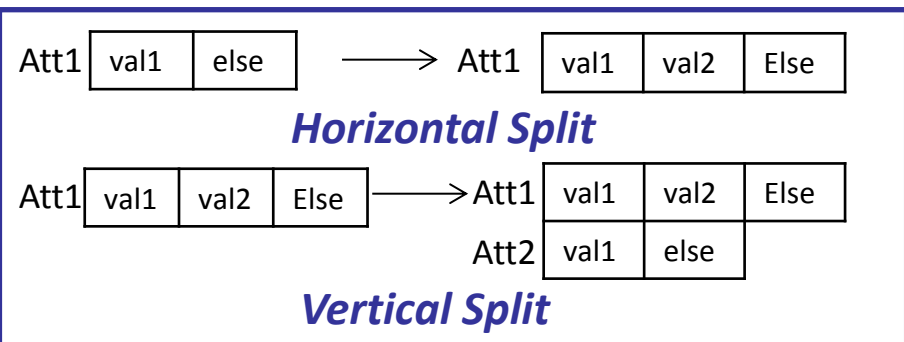 Att1 val1 else Att1 val1 val2 Else
Horizontal Split
Att1 val1 val2 Else Att1 val1 val2 Else
Att2 val1 else
Vertical Split